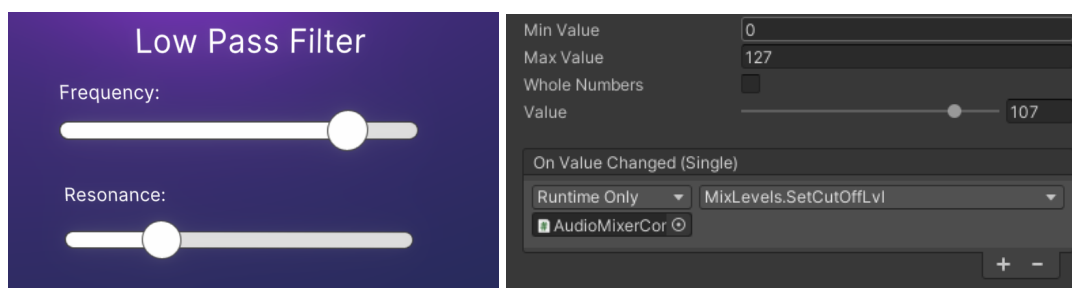 Low Pass Filter
Frequency:
Resonance:
Min Value 0
Max Value 127
Whole Numbers
Value 107
On Value Changed (Single)
Runtime Only MixLevels.SetCutOffLvl
AudioMixerCor
+ -